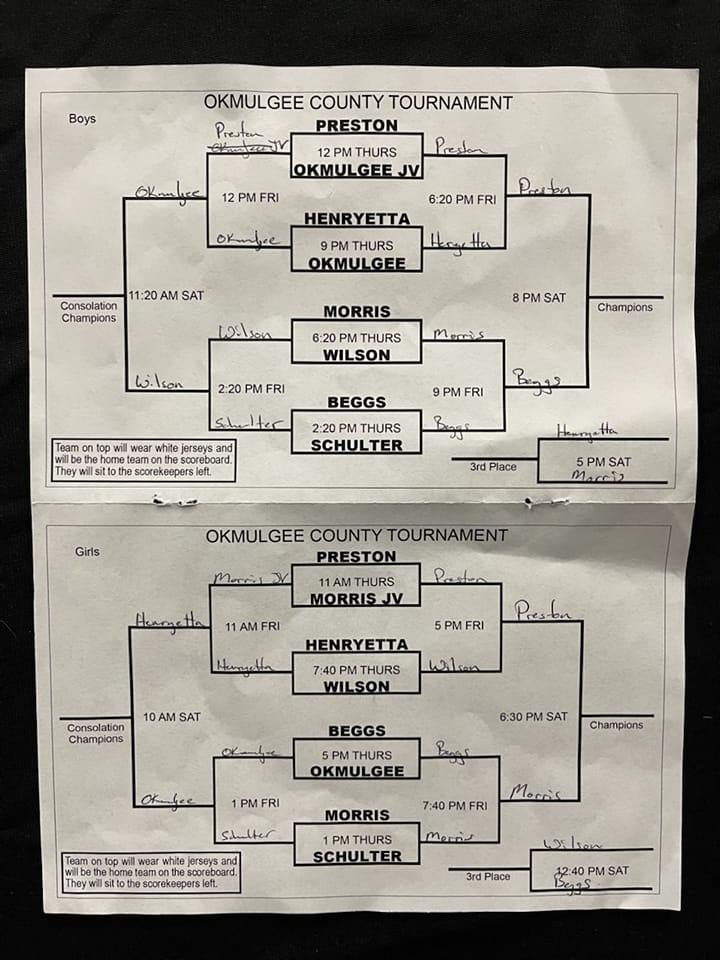 OKMULGEE COUNTY TOURNAMENT
Boys
Preston
PRESTON
Okmulgee JV
12 PM THURS
Preston
OKMULGEE JV
Okmulgee
12 PM FRI
6:20 PM FRI
Preston
HENRYETTA
Okmulgee
9 PM THURS
Henryetta
OKMULGEE
Consolation
Champions
11:20 AM SAT
8 PM SAT
Champions
MORRIS
Wilson
6:20 PM THURS
Morris
WILSON
Wilson
2:20 PM FRI
9 PM FRI
Beggs
BEGGS
Schulter
2:20 PM THURS
Beggs
SCHULTER
Henryetta
Team on top will wear white jerseys and
will be the home team on the scoreboard.
They will sit to the scorekeepers left.
3rd Place
5 PM SAT
Morris
OKMULGEE COUNTY TOURNAMENT
Girls
PRESTON
Morris JV
11 AM THURS
Preston
MORRIS JV
Henryetta
11 AM FRI
5 PM FRI
Preston
HENRYETTA
Henryetta
7:40 PM THURS
Wilson
WILSON
Consolation
Champions
10 AM SAT
6:30 PM SAT
Champions
BEGGS
Okmulgee
5 PM THURS
Beggs
OKMULGEE
Okmulgee
1 PM FRI
7:40 PM FRI
Morris
MORRIS
Schulter
1 PM THURS
Morris
SCHULTER
Wilson
Team on top will wear white jerseys and
will be the home team on the scoreboard.
They will sit to the scorekeepers left.
3rd Place
12:40 PM SAT
Beggs